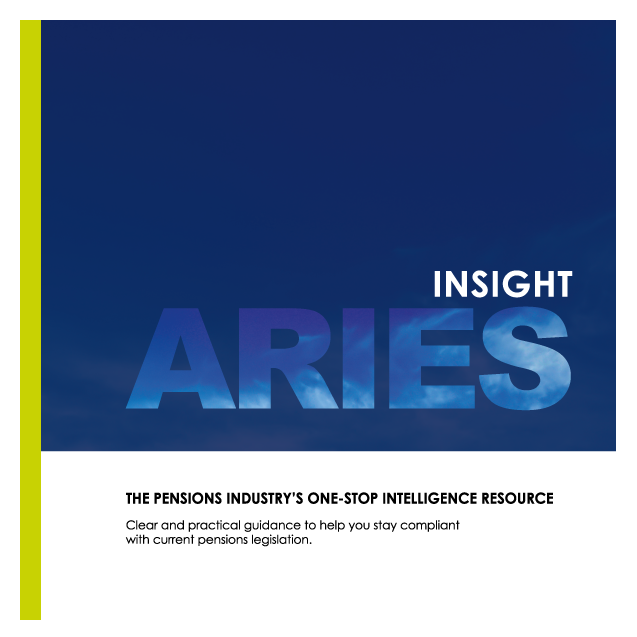 INSIGHT
ARIES
THE PENSIONS INDUSTRY'S ONE-STOP INTELLIGENCE RESOURCE
Clear and practical guidance to help you stay compliant
with current pensions legislation.